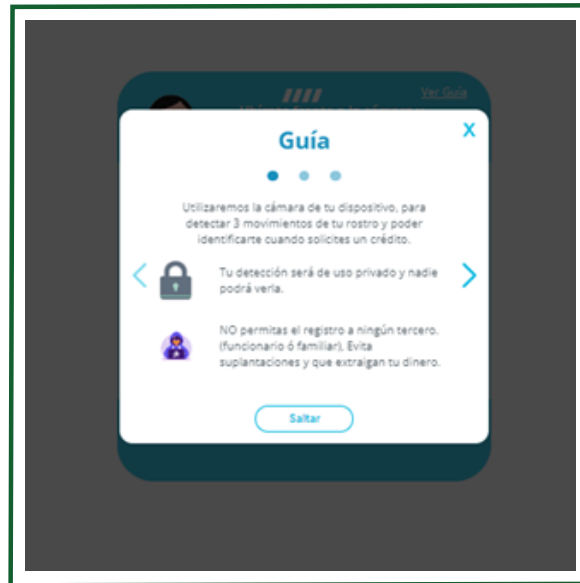 Ver Guía
Guía
X
Utilizaremos la cámara de tu dispositivo, para
detectar 3 movimientos de tu rostro y poder
identificarte cuando solicites un crédito.
Tu detección será de uso privado y nadie
podrá verla.
NO permitas el registro a ningún tercero.
(funcionario ó familiar), Evita
suplantaciones y que extraigan tu dinero.
Saltar